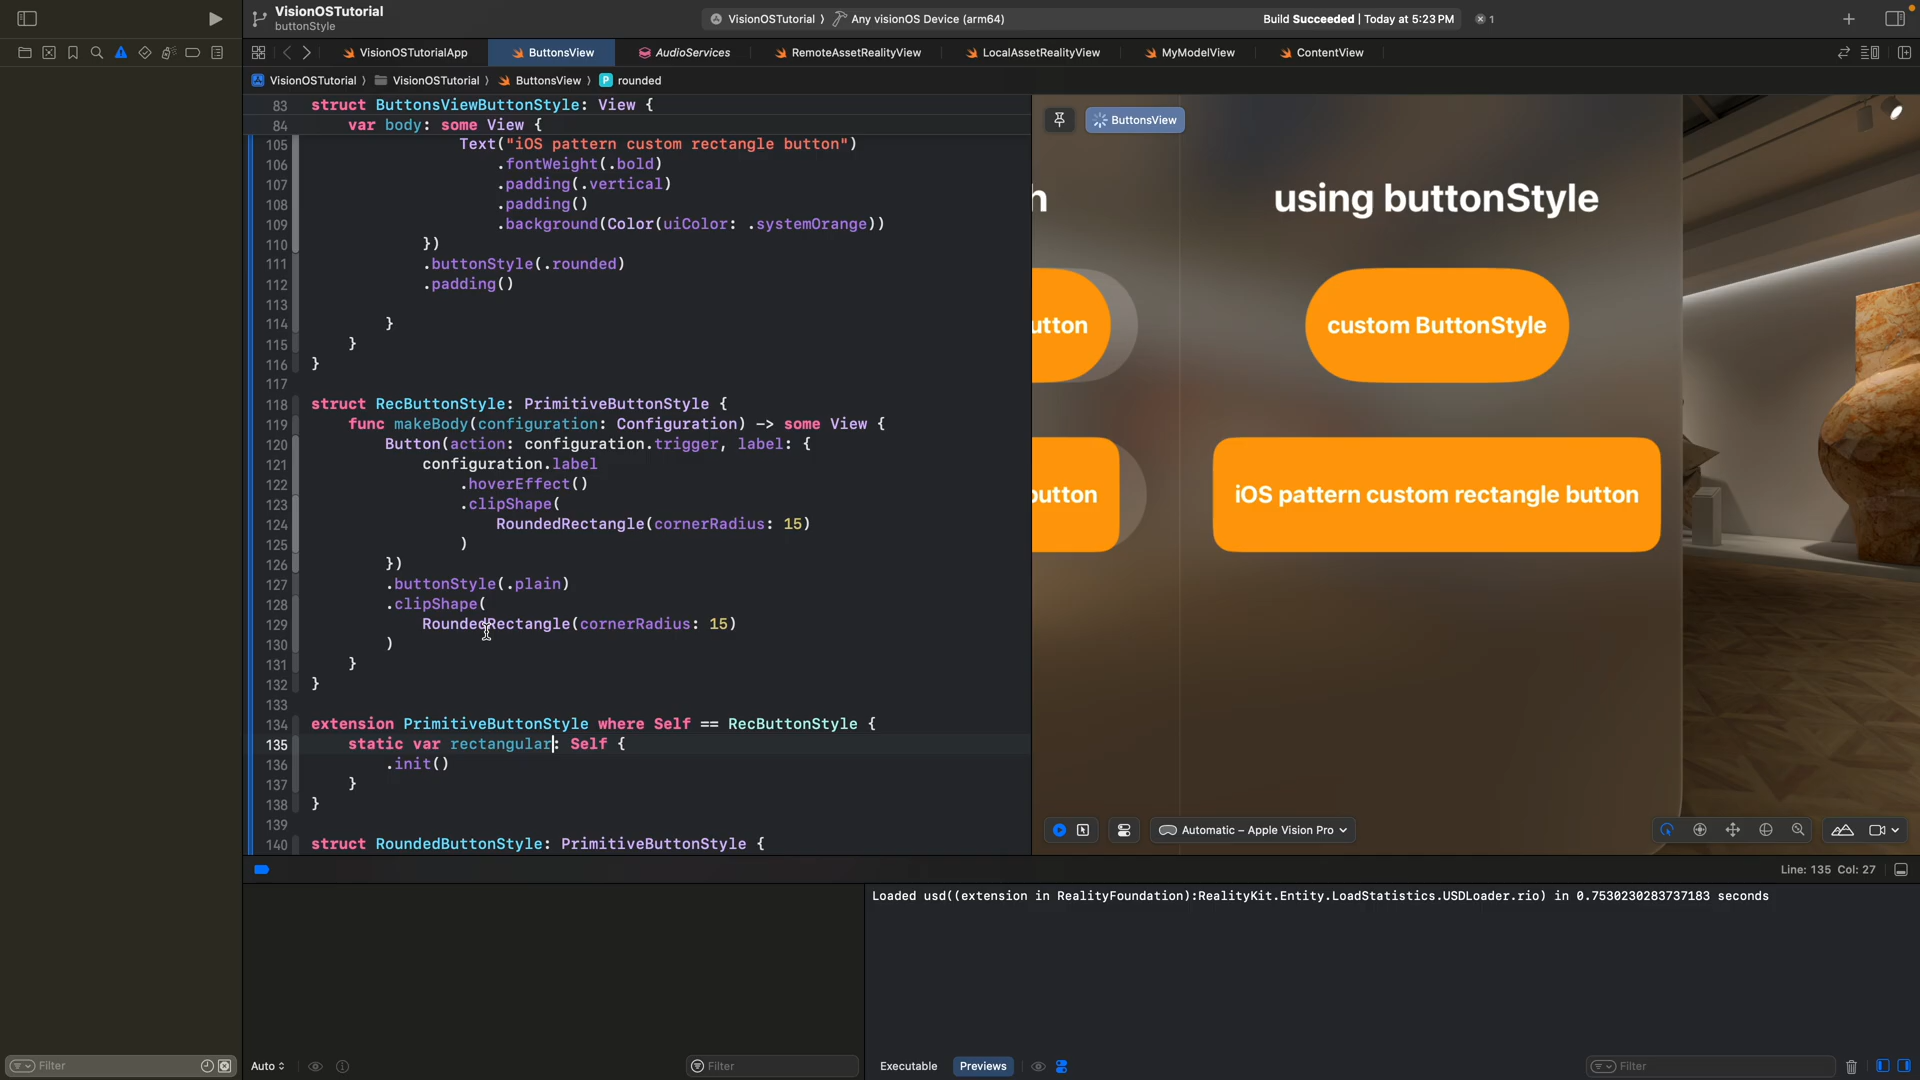 VisionOSTutorial
buttonStyle
VisionOSTutorial 〉 Any visionOS Device (arm64)
Build Succeeded | Today at 5:23 PM
1
VisionOSTutorialApp
ButtonsView
AudioServices
RemoteAssetRealityView
LocalAssetRealityView
MyModelView
ContentView
VisionOSTutorial 〉 VisionOSTutorial 〉 ButtonsView 〉 P rounded
83 struct ButtonsViewButtonStyle: View {
84 var body: some View {
105 Text("iOS pattern custom rectangle button")
106 .fontWeight(.bold)
107 .padding(.vertical)
108 .padding()
109 .background(Color(uiColor: .systemOrange))
110 })
111 .buttonStyle(.rounded)
112 .padding()
113
114 }
115 }
116 }
117
118 struct RecButtonStyle: PrimitiveButtonStyle {
119 func makeBody(configuration: Configuration) -> some View {
120 Button(action: configuration.trigger, label: {
121 configuration.label
122 .hoverEffect()
123 .clipShape(
124 RoundedRectangle(cornerRadius: 15)
125 )
126 })
127 .buttonStyle(.plain)
128 .clipShape(
129 RoundedRectangle(cornerRadius: 15)
130 )
131 }
132 }
133
134 extension PrimitiveButtonStyle where Self == RecButtonStyle {
135 static var rectangular: Self {
136 .init()
137 }
138 }
139
140 struct RoundedButtonStyle: PrimitiveButtonStyle {
ButtonsView
h
using buttonStyle
utton
custom ButtonStyle
button
iOS pattern custom rectangle button
Automatic – Apple Vision Pro
Line: 135 Col: 27
Loaded usd((extension in RealityFoundation):RealityKit.Entity.LoadStatistics.USDLoader.rio) in 0.7530230283737183 seconds
Filter
Auto
Filter
Executable
Previews
Filter